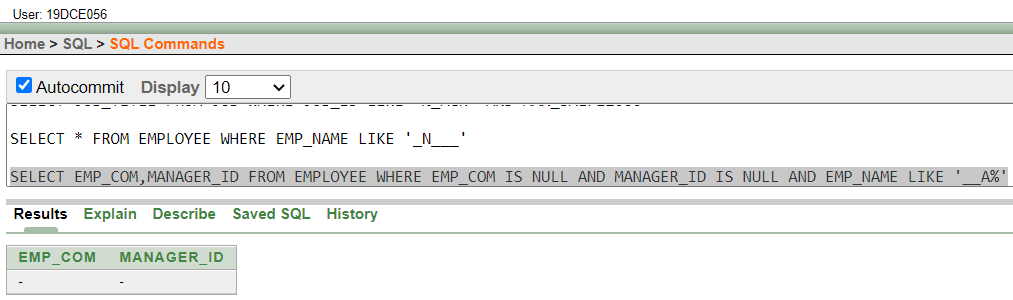 User: 19DCE056
Home > SQL > SQL Commands
Autocommit Display 10
SELECT * FROM EMPLOYEE WHERE EMP_NAME LIKE '_N___'
SELECT EMP_COM,MANAGER_ID FROM EMPLOYEE WHERE EMP_COM IS NULL AND MANAGER_ID IS NULL AND EMP_NAME LIKE '__A%'
Results Explain Describe Saved SQL History
EMP_COM MANAGER_ID
- -